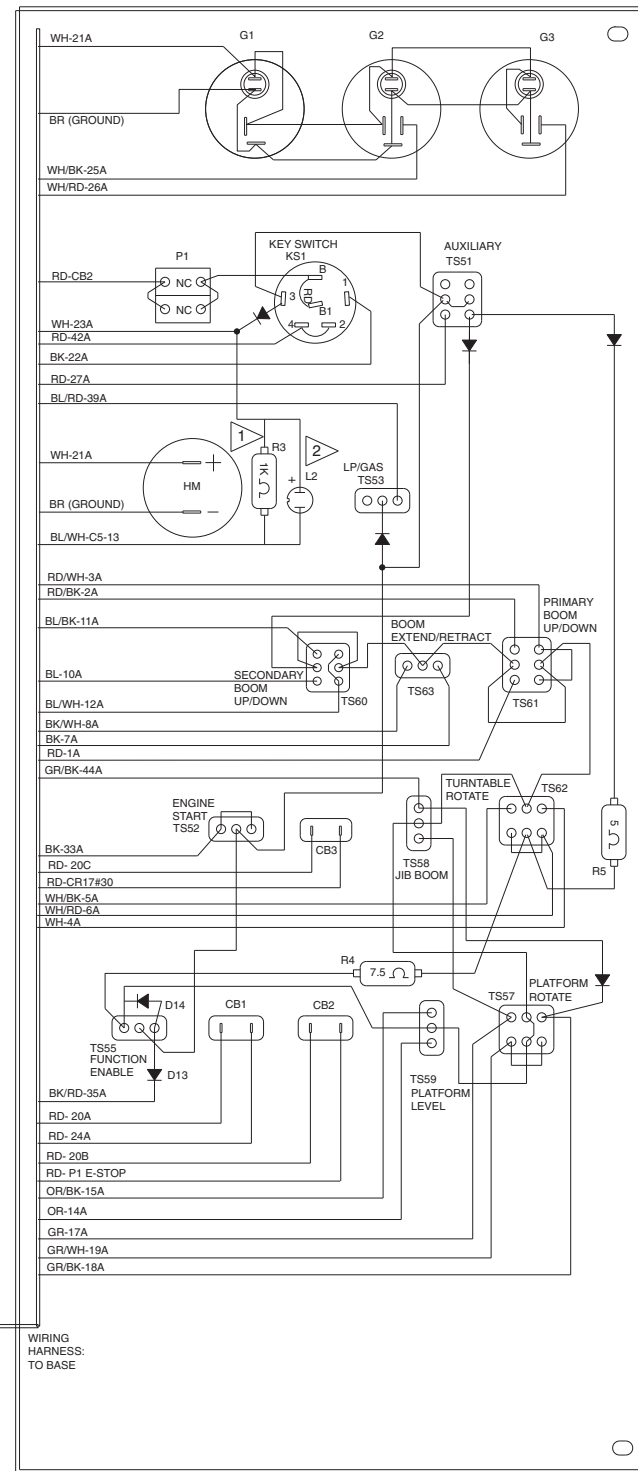 G1 G2 G3
WH-21A
BR (GROUND)
WH/BK-25A
WH/RD-26A
KEY SWITCH
KS1
AUXILIARY
TS51
P1
RD-CB2
NC
NC
B
1
3
RD
B1
4
2
WH-23A
RD-42A
BK-22A
RD-27A
BL/RD-39A
1
2
R3
1K Ω
+
L2
LP/GAS
TS53
WH-21A
HM
+
−
BR (GROUND)
BL/WH-C5-13
RD/WH-3A
RD/BK-2A
BL/BK-11A
PRIMARY
BOOM
UP/DOWN
BOOM
EXTEND/RETRACT
BL-10A
SECONDARY
BOOM
UP/DOWN
TS60
TS63
TS61
BL/WH-12A
BK/WH-8A
BK-7A
RD-1A
GR/BK-44A
TURNTABLE
ROTATE
TS62
ENGINE
START
TS52
CB3
TS58
JIB BOOM
5 Ω
R5
BK-33A
RD- 20C
RD-CR17#30
WH/BK-5A
WH/RD-6A
WH-4A
R4
7.5 Ω
D14
CB1
CB2
TS57
PLATFORM
ROTATE
TS55
FUNCTION
ENABLE
D13
TS59
PLATFORM
LEVEL
BK/RD-35A
RD- 20A
RD- 24A
RD- 20B
RD- P1 E-STOP
OR/BK-15A
OR-14A
GR-17A
GR/WH-19A
GR/BK-18A
WIRING
HARNESS:
TO BASE